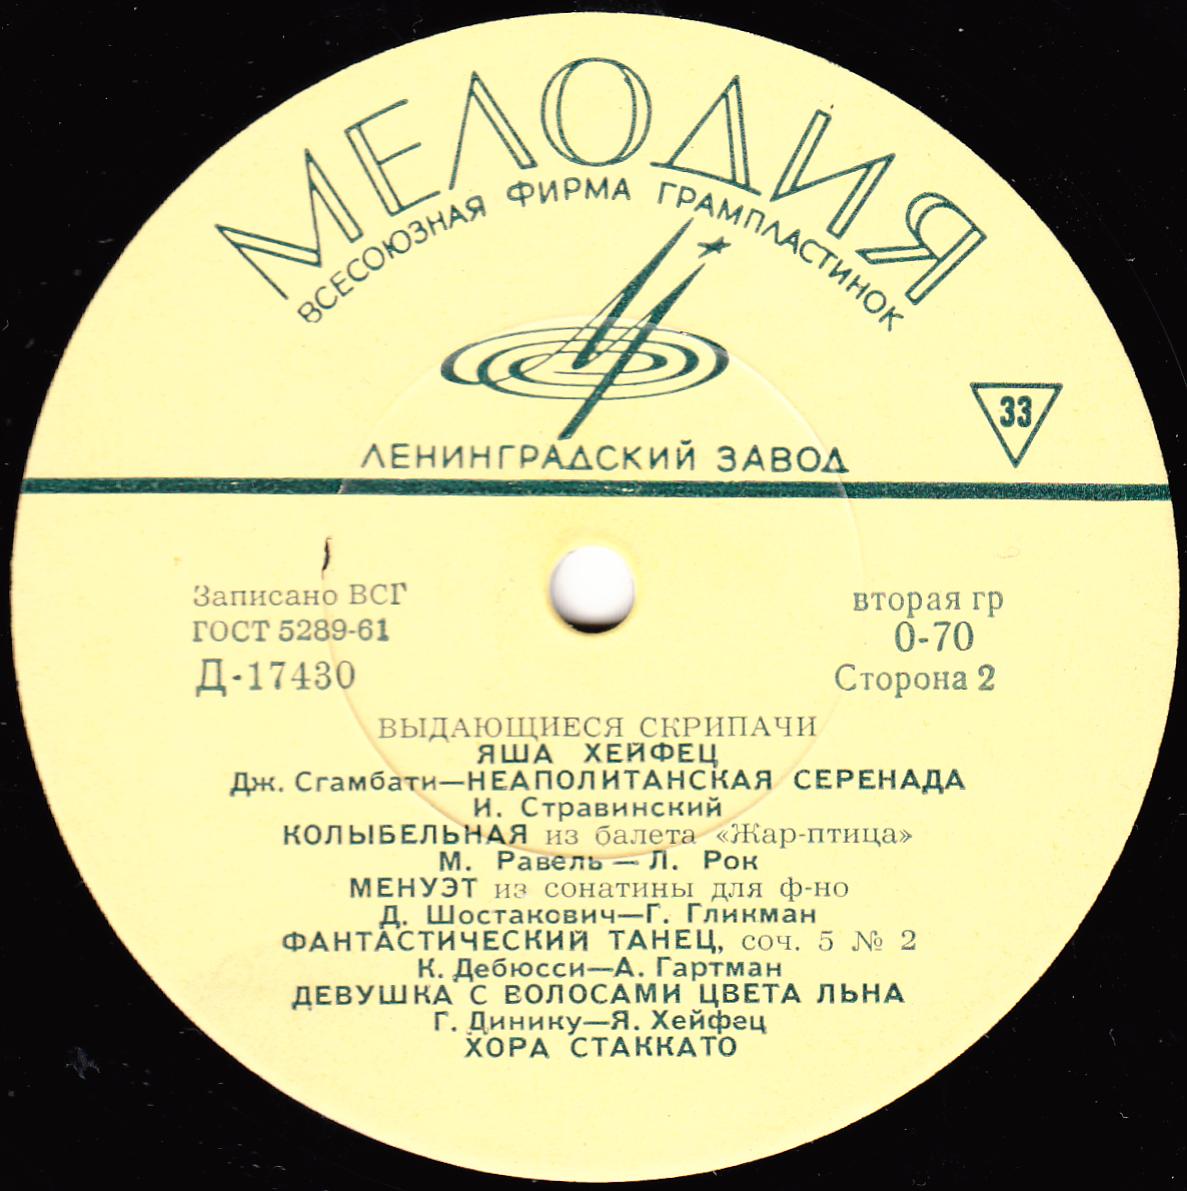 МЕЛОДИЯ
ВСЕСОЮЗНАЯ ФИРМА ГРАМПЛАСТИНОК
33
ЛЕНИНГРАДСКИЙ ЗАВОД
Записано ВСГ
ГОСТ 5289-61
Д-17430
вторая гр
0-70
Сторона 2
ВЫДАЮЩИЕСЯ СКРИПАЧИ
ЯША ХЕЙФЕЦ
Дж. Сгамбати—НЕАПОЛИТАНСКАЯ СЕРЕНАДА
И. Стравинский
КОЛЫБЕЛЬНАЯ из балета «Жар-птица»
М. Равель—Л. Рок
МЕНУЭТ из сонатины для ф-но
Д. Шостакович—Г. Гликман
ФАНТАСТИЧЕСКИЙ ТАНЕЦ, соч. 5 № 2
К. Дебюсси—А. Гартман
ДЕВУШКА С ВОЛОСАМИ ЦВЕТА ЛЬНА
Г. Динику—Я. Хейфец
ХОРА СТАККАТО